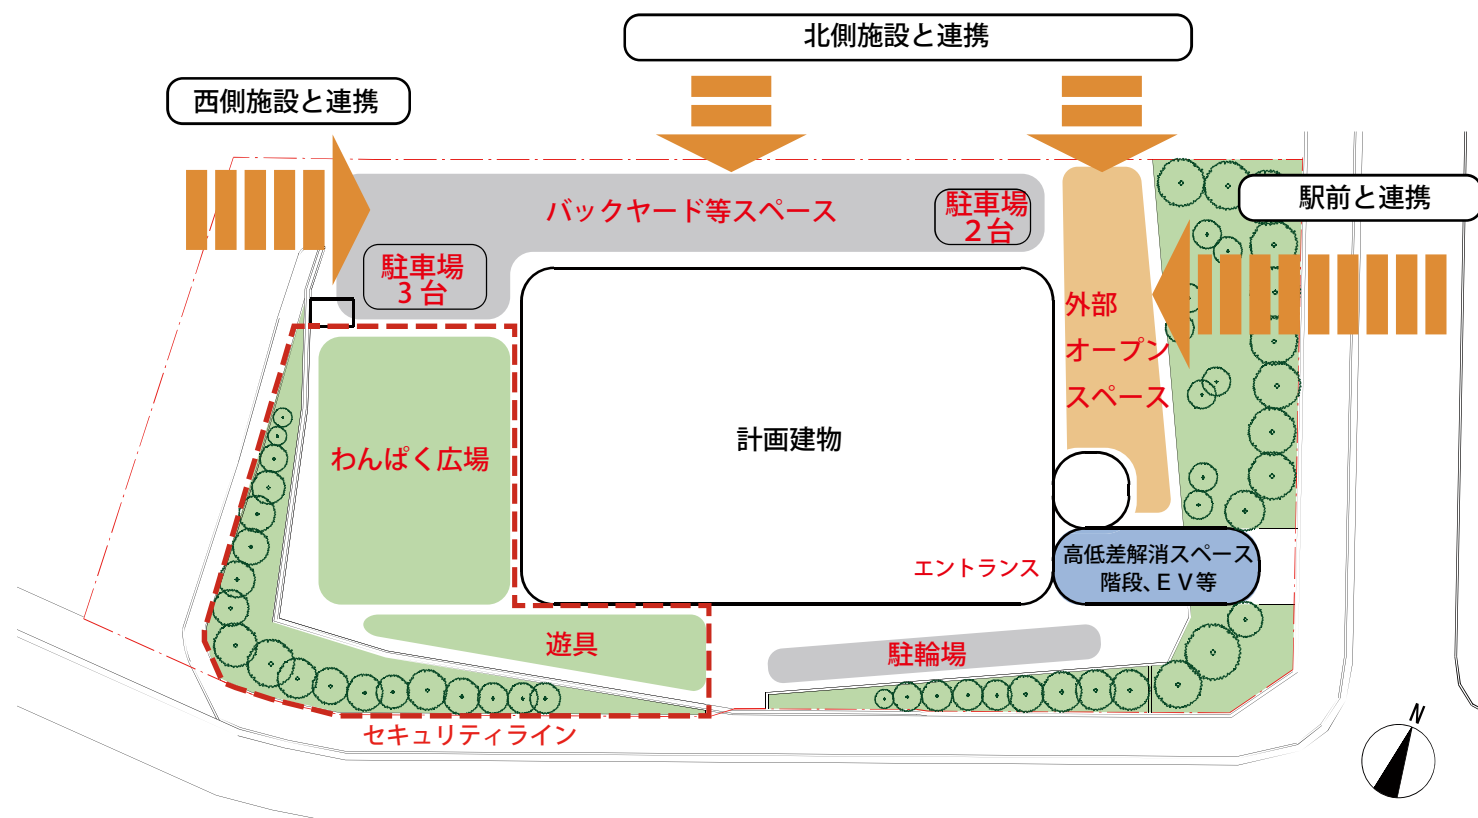 北側施設と連携
西側施設と連携
駅前と連携
バックヤード等スペース
駐車場
２台
駐車場
３台
外部
オープン
スペース
わんぱく広場
計画建物
エントランス
高低差解消スペース
階段、ＥＶ等
遊具
駐輪場
セキュリティライン
N